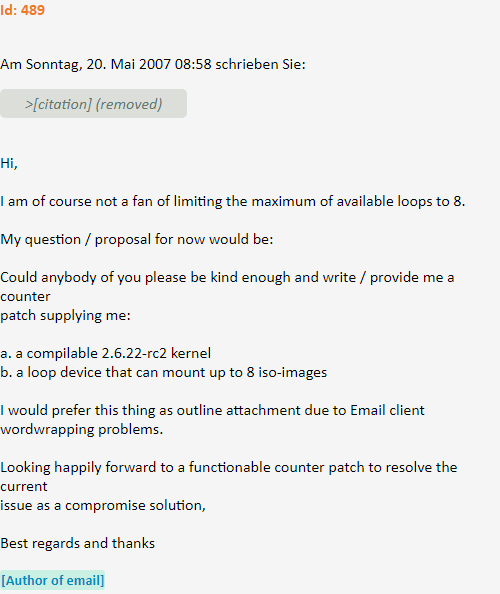 Id: 489
Am Sonntag, 20. Mai 2007 08:58 schrieben Sie:
>[citation] (removed)
Hi,
I am of course not a fan of limiting the maximum of available loops to 8.
My question / proposal for now would be:
Could anybody of you please be kind enough and write / provide me a
counter
patch supplying me:
a. a compilable 2.6.22-rc2 kernel
b. a loop device that can mount up to 8 iso-images
I would prefer this thing as outline attachment due to Email client
wordwrapping problems.
Looking happily forward to a functionable counter patch to resolve the
current
issue as a compromise solution,
Best regards and thanks
[Author of email]